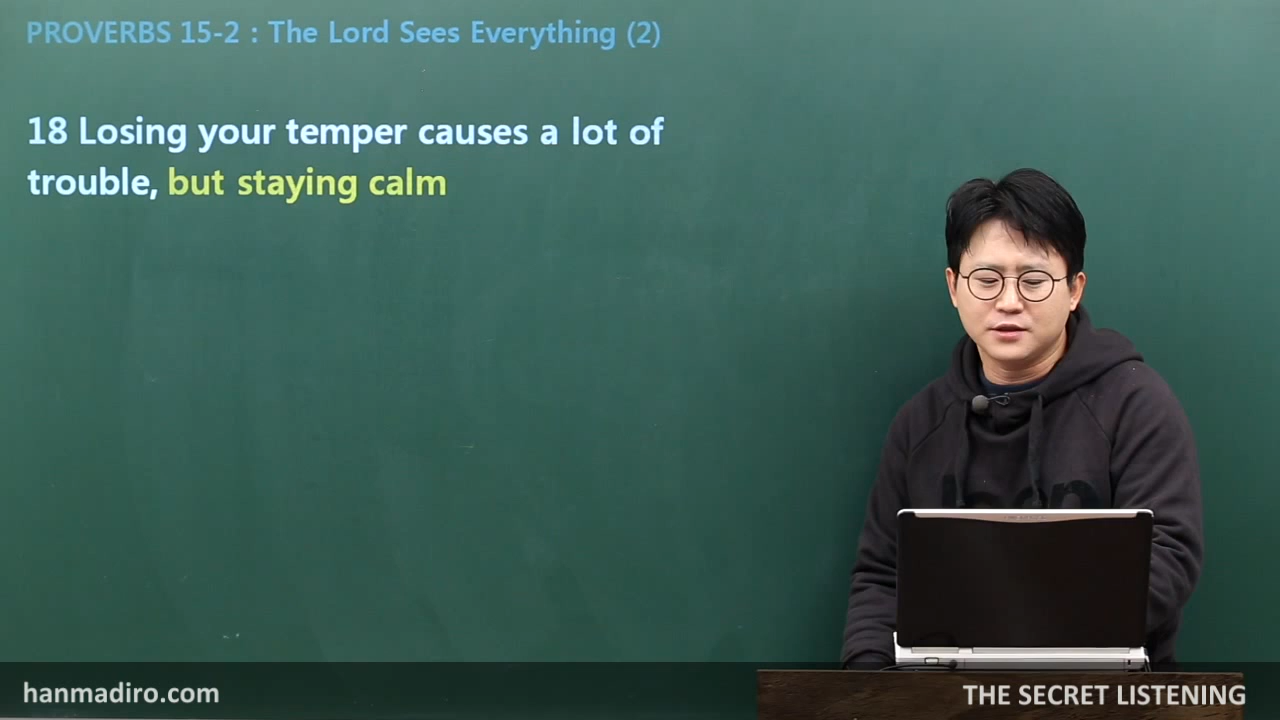 PROVERBS 15-2 : The Lord Sees Everything (2)
18 Losing your temper causes a lot of
trouble, but staying calm
hanmadiro.com
THE SECRET LISTENING